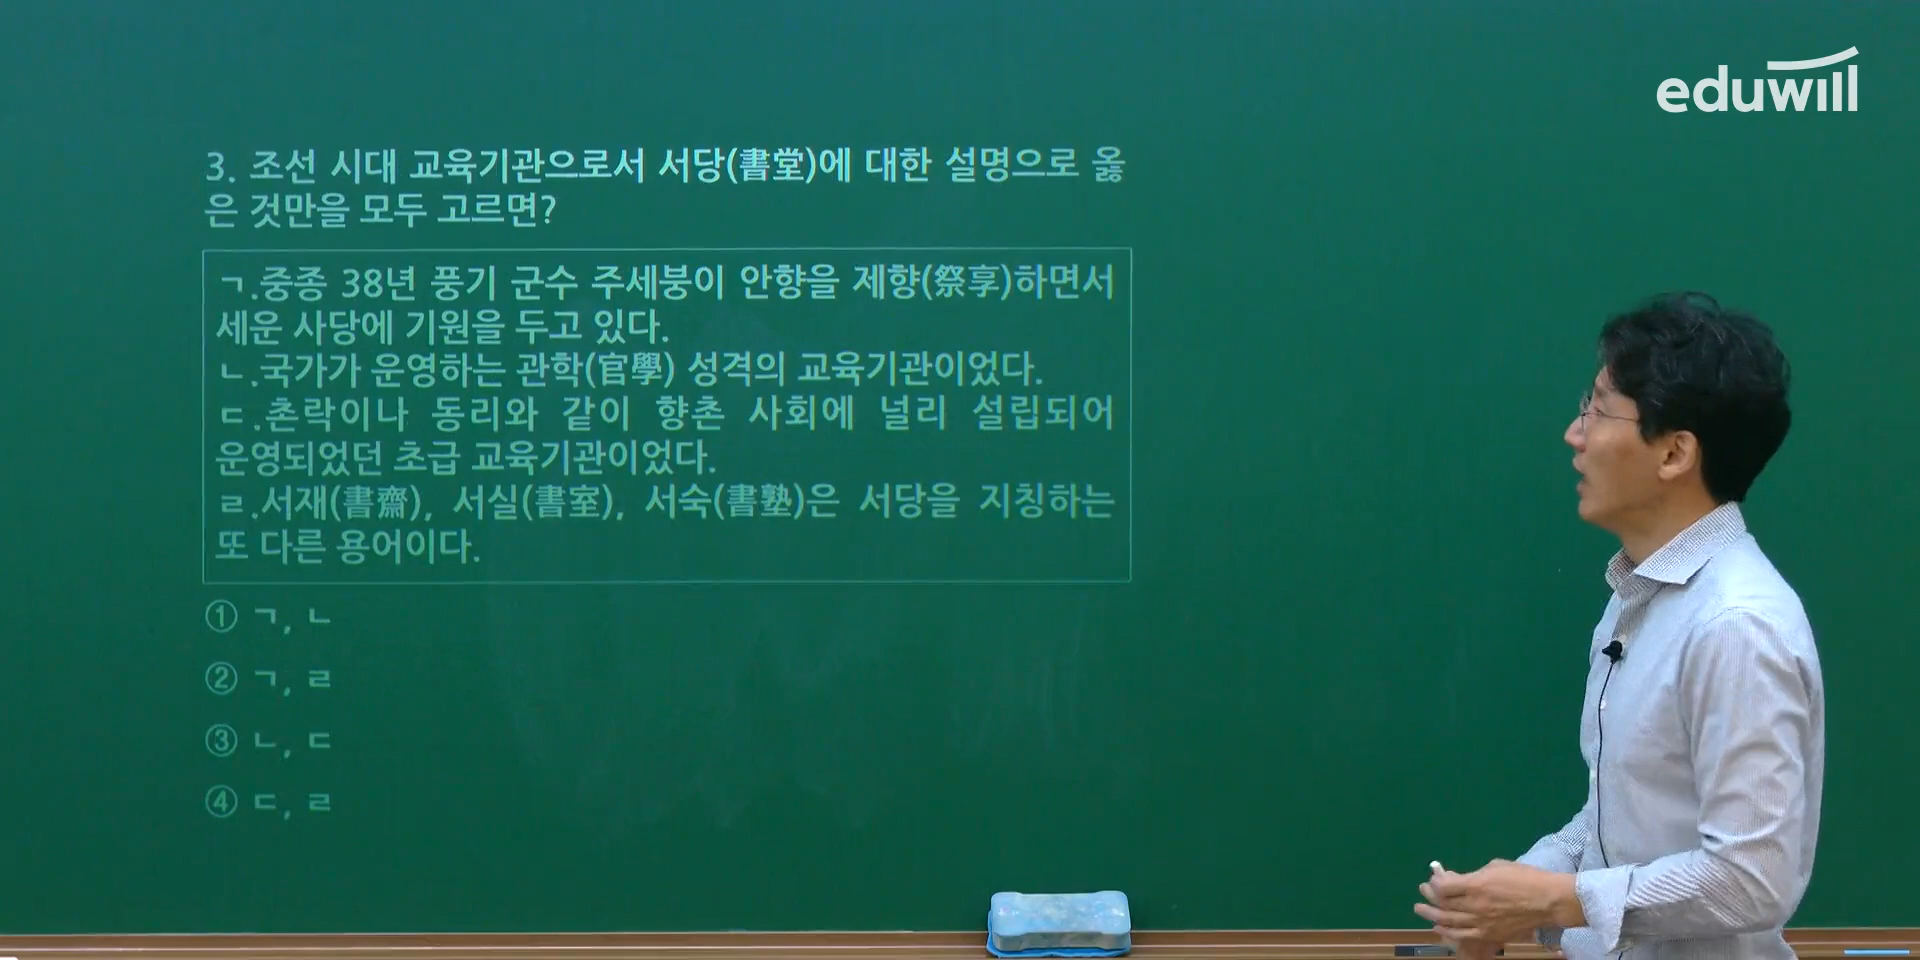 eduwill
3. 조선 시대 교육기관으로서 서당(書堂)에 대한 설명으로 옳
은 것만을 모두 고르면?
ㄱ.중종 38년 풍기 군수 주세붕이 안향을 제향(祭享)하면서
세운 사당에 기원을 두고 있다.
ㄴ.국가가 운영하는 관학(官學) 성격의 교육기관이었다.
ㄷ.촌락이나 동리와 같이 향촌 사회에 널리 설립되어
운영되었던 초급 교육기관이었다.
ㄹ.서재(書齋), 서실(書室), 서숙(書塾)은 서당을 지칭하는
또 다른 용어이다.
① ㄱ, ㄴ
② ㄱ, ㄹ
③ ㄴ, ㄷ
④ ㄷ, ㄹ